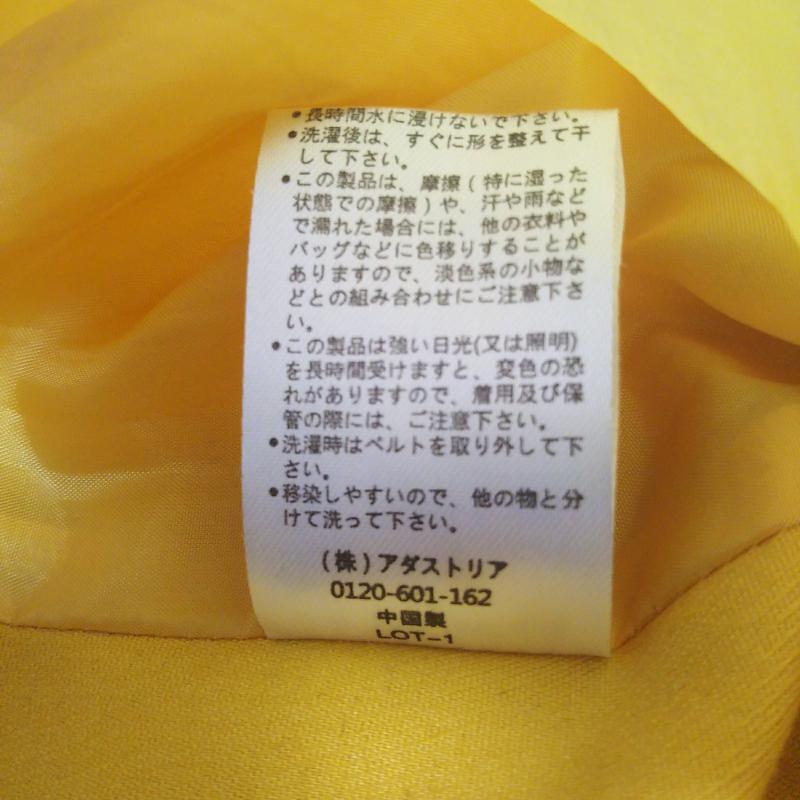 •長時間水に浸けないで下さい。
•洗濯後は、すぐに形を整えて干
して下さい。
•この製品は、摩擦(特に湿った
状態での摩擦)や、汗や雨など
で濡れた場合には、他の衣料や
バッグなどに色移りすることが
ありますので、淡色系の小物な
どとの組み合わせにご注意下さ
い。
•この製品は強い日光(又は照明)
を長時間受けますと、変色の恐
れがありますので、着用及び保
管の際には、ご注意下さい。
•洗濯時はベルトを取り外して下
さい。
•移染しやすいので、他の物と分
けて洗って下さい。
(株)アダストリア
0120-601-162
中国製
LOT-1